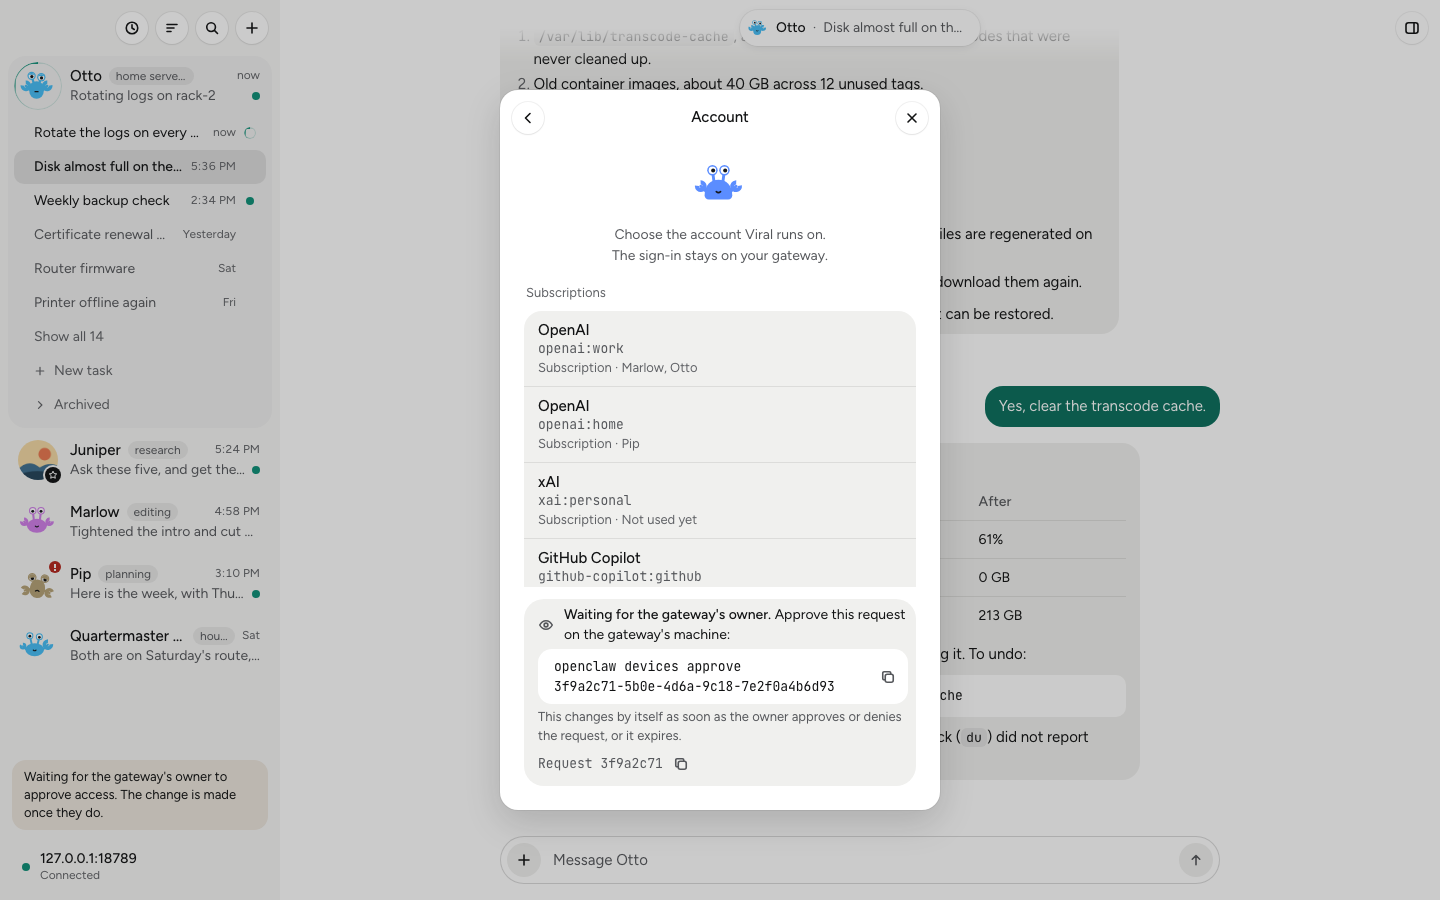 Otto
home serve...
now
Rotating logs on rack-2
Rotate the logs on every ...
now
Disk almost full on the...
5:36 PM
Weekly backup check
2:34 PM
Certificate renewal ...
Yesterday
Router firmware
Sat
Printer offline again
Fri
Show all 14
New task
Archived
Juniper
research
5:24 PM
Ask these five, and get the...
Marlow
editing
4:58 PM
Tightened the intro and cut ...
Pip
planning
3:10 PM
Here is the week, with Thu...
Quartermaster ...
hou...
Sat
Both are on Saturday's route,...
Waiting for the gateway's owner to
approve access. The change is made
once they do.
127.0.0.1:18789
Connected
Otto · Disk almost full on th...
1. /var/lib/transcode-cache,
that were
never cleaned up.
2. Old container images, about 40 GB across 12 unused tags.
are regenerated on
download them again.
can be restored.
Yes, clear the transcode cache.
After
61%
0 GB
213 GB
it. To undo:
(du) did not report
Message Otto
Account
Choose the account Viral runs on.
The sign-in stays on your gateway.
Subscriptions
OpenAI
openai:work
Subscription · Marlow, Otto
OpenAI
openai:home
Subscription · Pip
xAI
xai:personal
Subscription · Not used yet
GitHub Copilot
github-copilot:github
Waiting for the gateway's owner. Approve this request
on the gateway's machine:
openclaw devices approve
3f9a2c71-5b0e-4d6a-9c18-7e2f0a4b6d93
This changes by itself as soon as the owner approves or denies
the request, or it expires.
Request 3f9a2c71